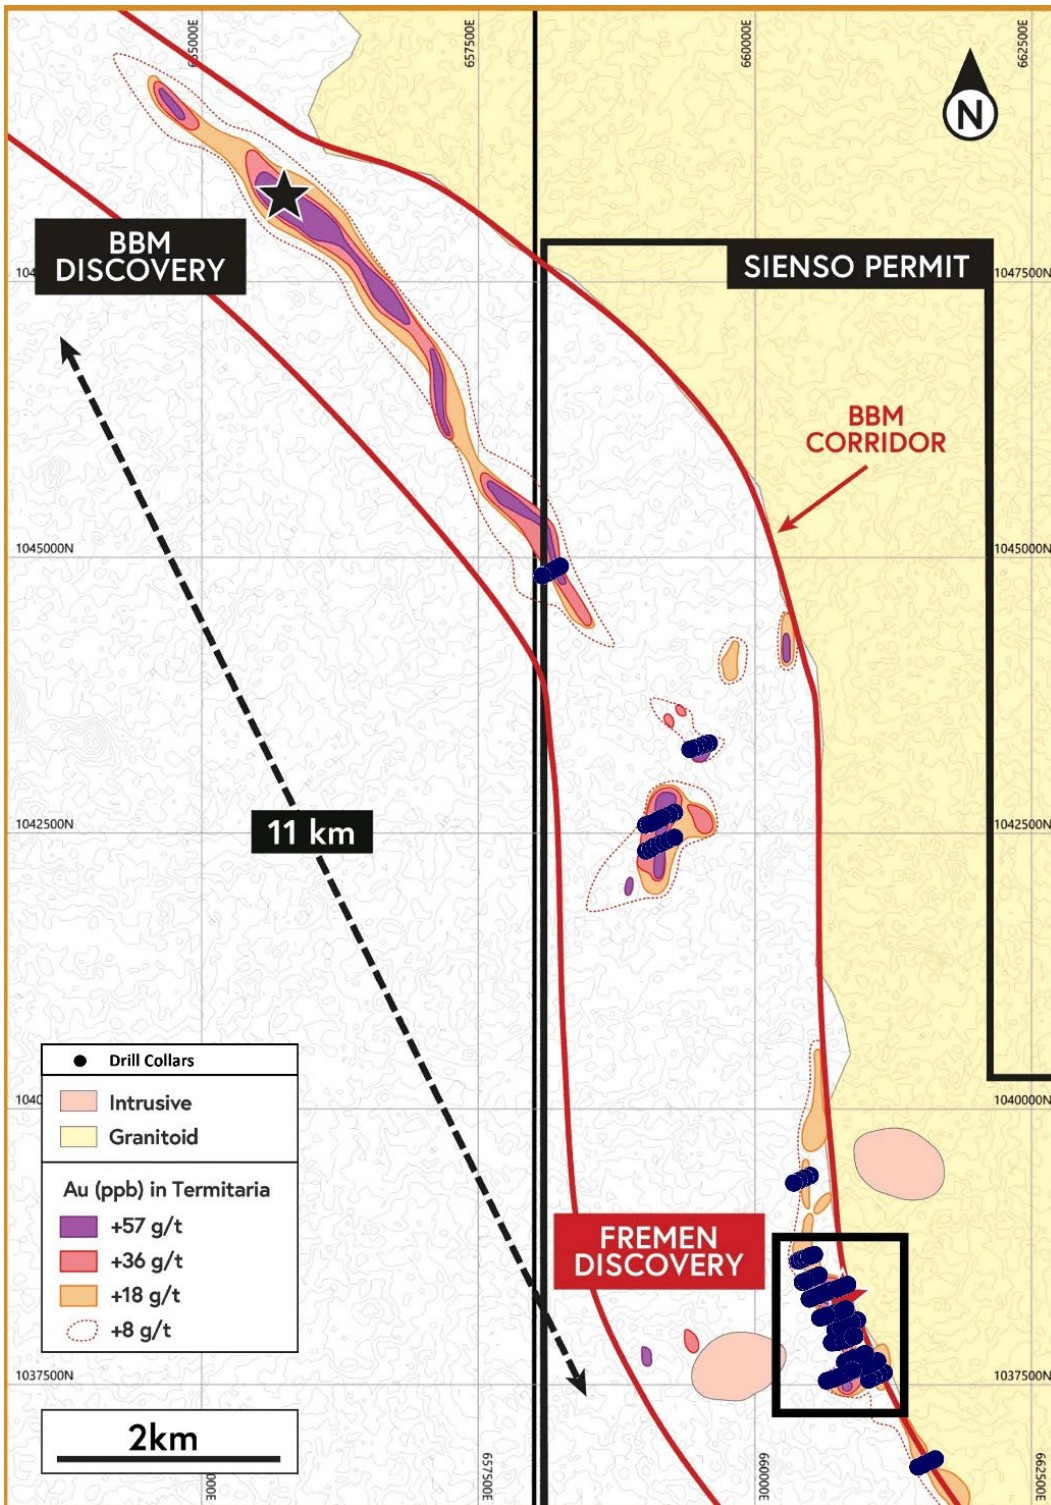 657500E
660000E
662500E
N
BBM
DISCOVERY
SIENSO PERMIT
1047500N
BBM
CORRIDOR
1045000N
1045000N
11 km
1042500N
1042500N
Drill Collars
Intrusive
Granitoid
Au (ppb) in Termitaria
+57 g/t
+36 g/t
+18 g/t
+8 g/t
1040000N
FREMEN
DISCOVERY
1037500N
1037500N
2km
657500E
660000E
662500E